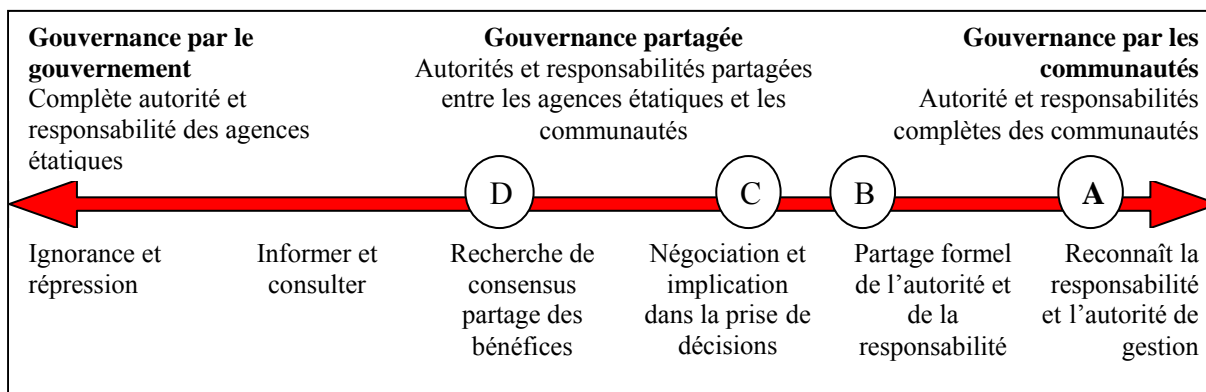 Gouvernance par le
gouvernement
Complète autorité et
responsabilité des agences
étatiques
Gouvernance partagée
Autorités et responsabilités partagées
entre les agences étatiques et les
communautés
Gouvernance par les
communautés
Autorité et responsabilités
complètes des communautés
D
C
B
A
Ignorance et
répression
Informer et
consulter
Recherche de
consensus
partage des
bénéfices
Négociation et
implication
dans la prise de
décisions
Partage formel
de l’autorité et
de la
responsabilité
Reconnaît la
responsabilité
et l’autorité de
gestion